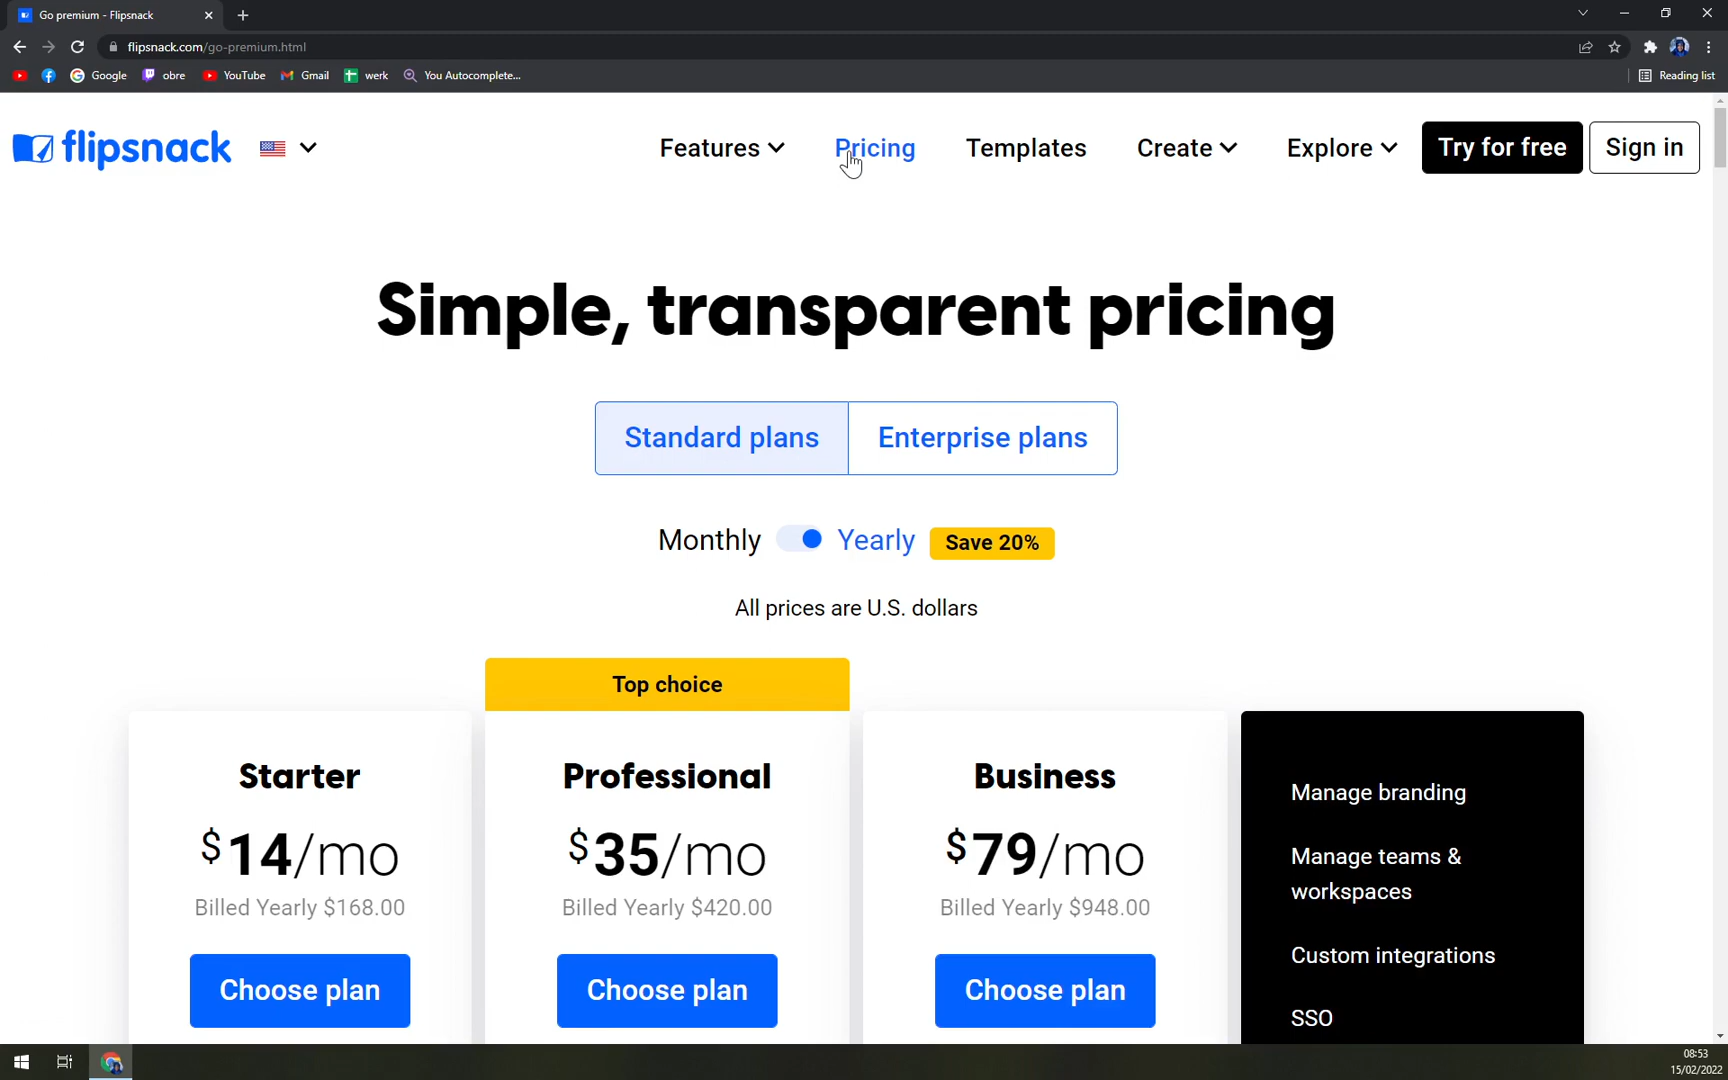 Go premium - Flipsnack
flipsnack.com/go-premium.html
Google
obre
YouTube
Gmail
werk
You Autocomplete...
Reading list
flipsnack
Features
Pricing
Templates
Create
Explore
Try for free
Sign in
Simple, transparent pricing
Standard plans
Enterprise plans
Monthly
Yearly
Save 20%
All prices are U.S. dollars
Top choice
Starter
$14/mo
Billed Yearly $168.00
Choose plan
Professional
$35/mo
Billed Yearly $420.00
Choose plan
Business
$79/mo
Billed Yearly $948.00
Choose plan
Manage branding
Manage teams &
workspaces
Custom integrations
SSO
08:53
15/02/2022